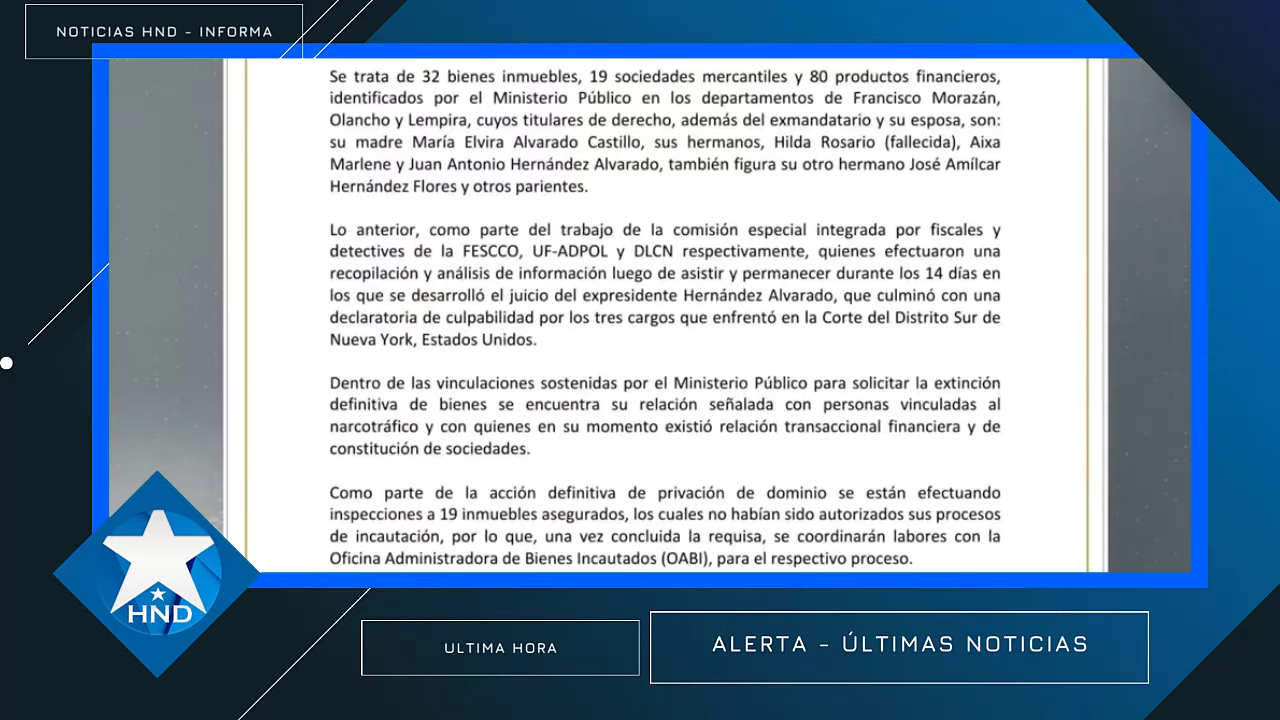 NOTICIAS HND - INFORMA
Se trata de 32 bienes inmuebles, 19 sociedades mercantiles y 80 productos financieros,
identificados por el Ministerio Público en los departamentos de Francisco Morazán,
Olancho y Lempira, cuyos titulares de derecho, además del exmandatario y su esposa, son:
su madre María Elvira Alvarado Castillo, sus hermanos, Hilda Rosario (fallecida), Aixa
Marlene y Juan Antonio Hernández Alvarado, también figura su otro hermano José Amílcar
Hernández Flores y otros parientes.
Lo anterior, como parte del trabajo de la comisión especial integrada por fiscales y
detectives de la FESCCO, UF-ADPOL y DLCN respectivamente, quienes efectuaron una
recopilación y análisis de información luego de asistir y permanecer durante los 14 días en
los que se desarrolló el juicio del expresidente Hernández Alvarado, que culminó con una
declaratoria de culpabilidad por los tres cargos que enfrentó en la Corte del Distrito Sur de
Nueva York, Estados Unidos.
Dentro de las vinculaciones sostenidas por el Ministerio Público para solicitar la extinción
definitiva de bienes se encuentra su relación señalada con personas vinculadas al
narcotráfico y con quienes en su momento existió relación transaccional financiera y de
constitución de sociedades.
Como parte de la acción definitiva de privación de dominio se están efectuando
inspecciones a 19 inmuebles asegurados, los cuales no habían sido autorizados sus procesos
de incautación, por lo que, una vez concluida la requisa, se coordinarán labores con la
Oficina Administradora de Bienes Incautados (OABI), para el respectivo proceso.
HND
ULTIMA HORA
ALERTA - ÚLTIMAS NOTICIAS